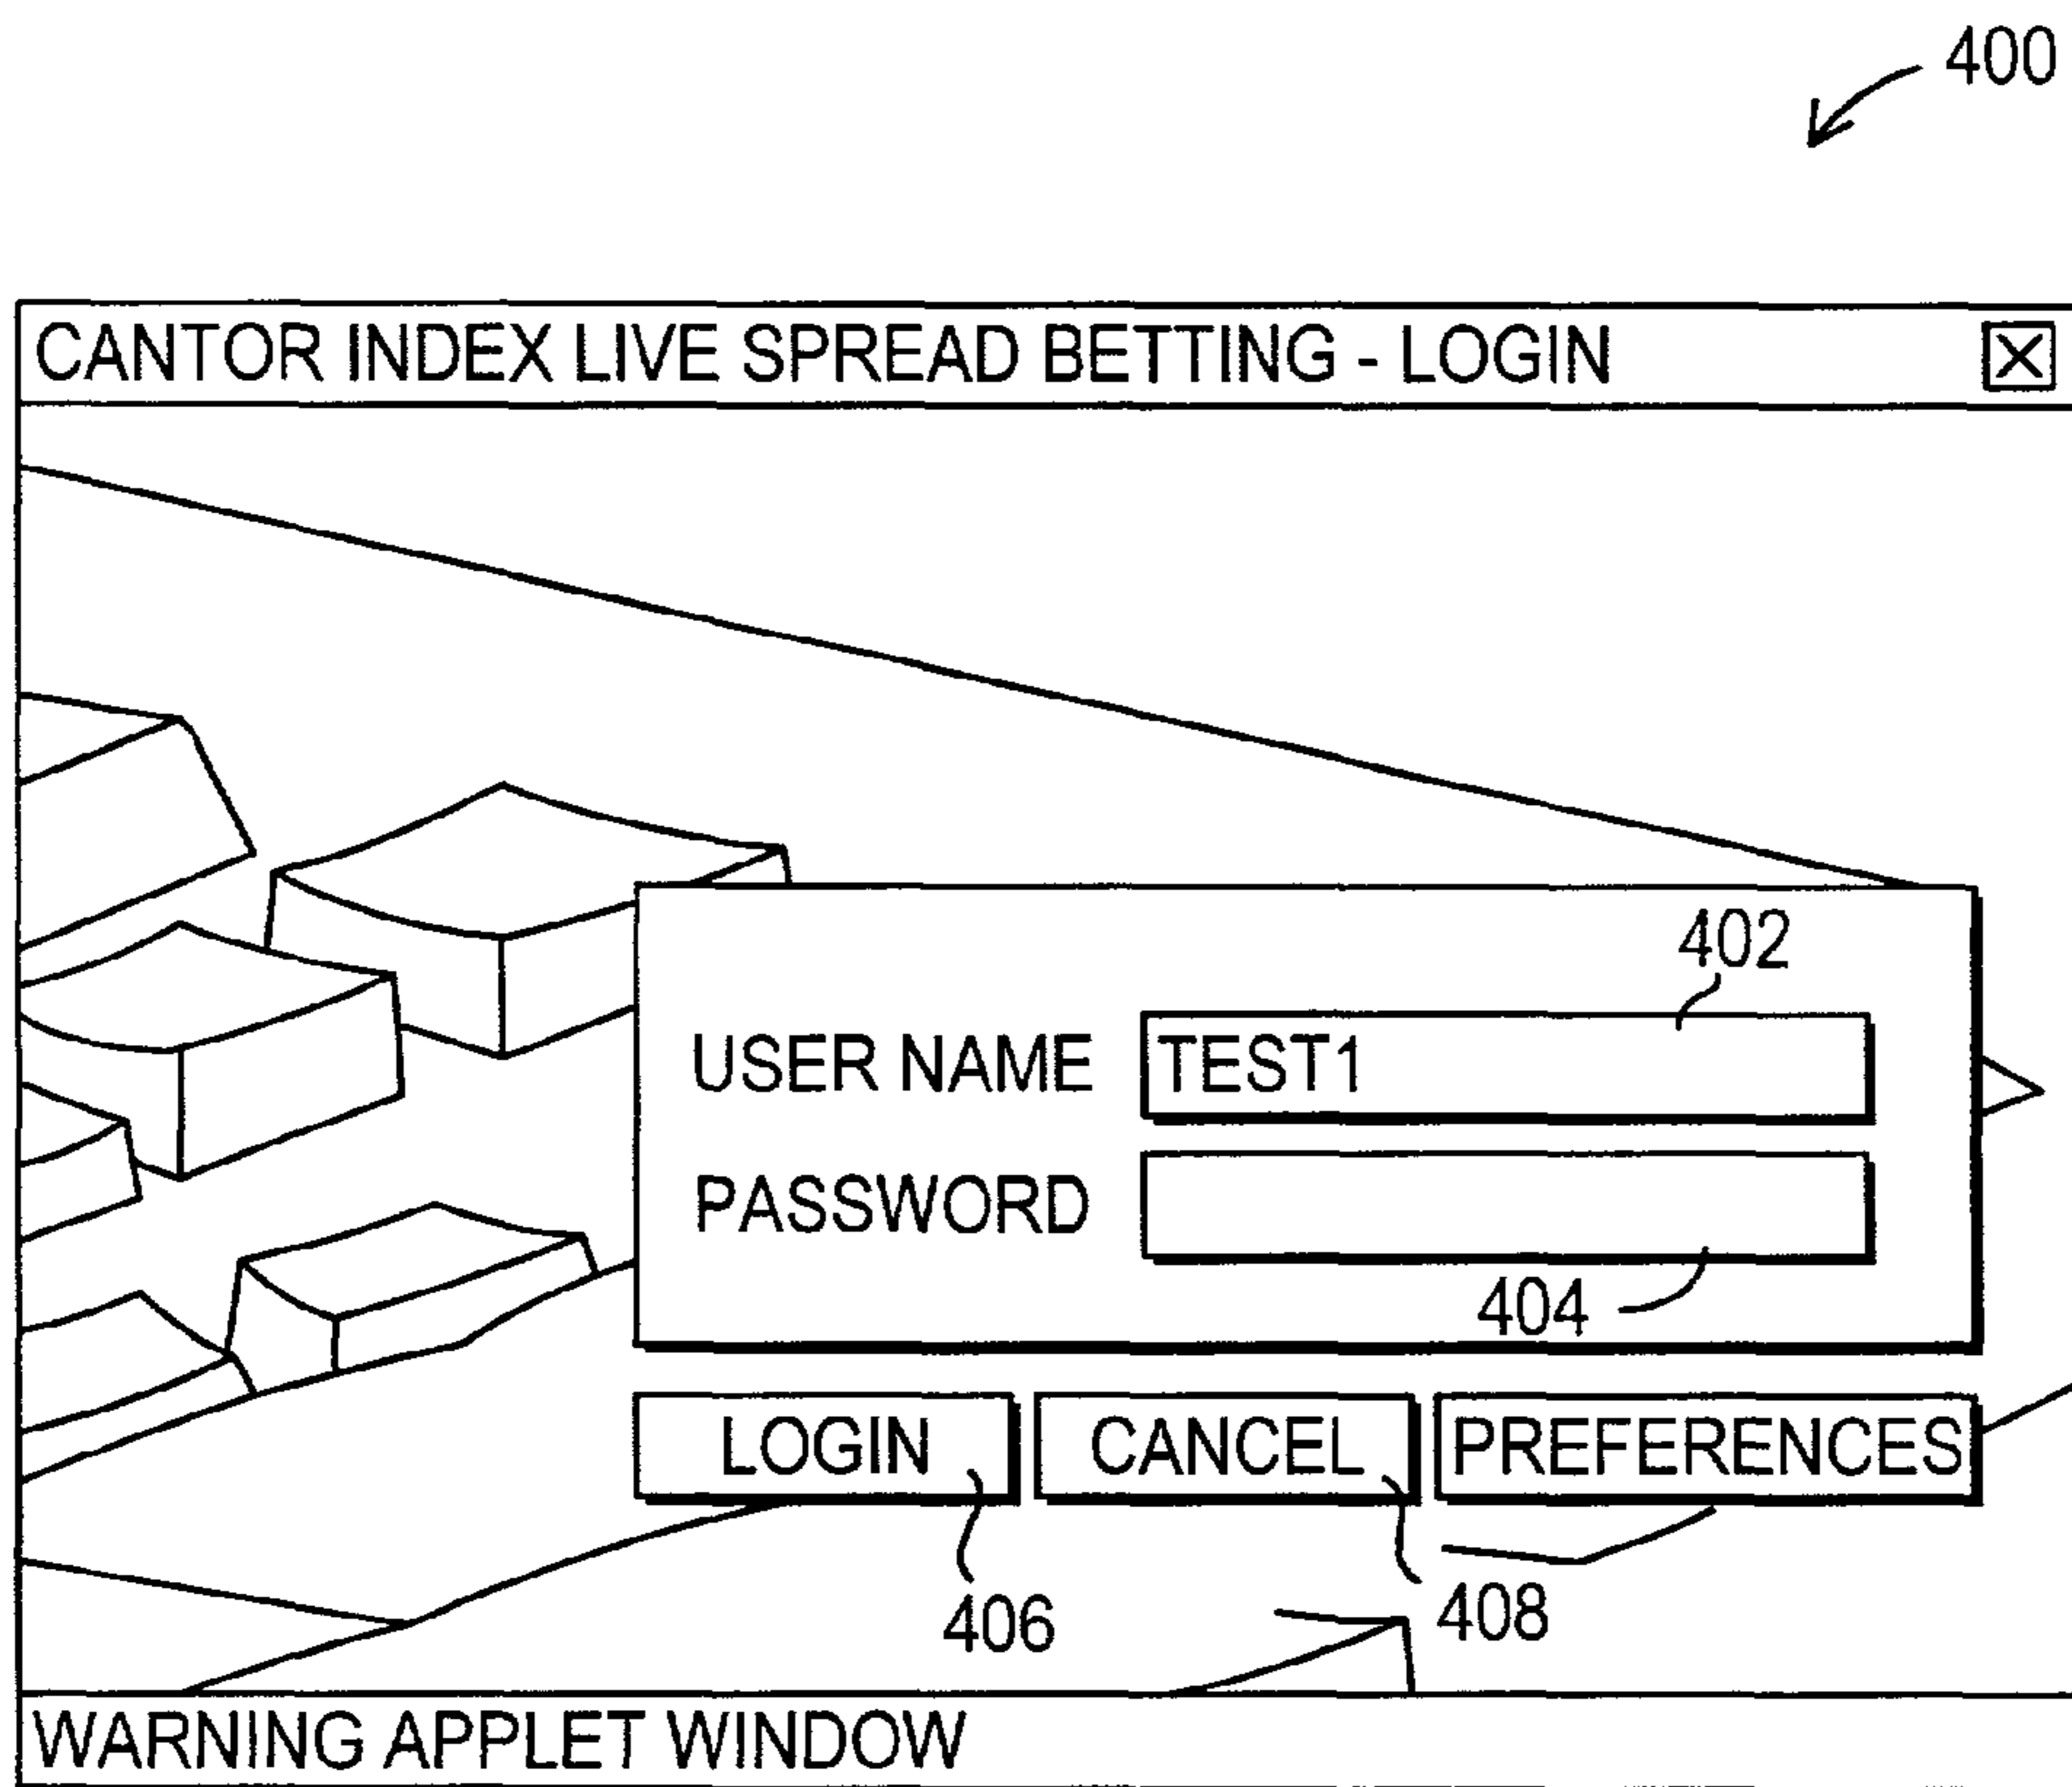 400
CANTOR INDEX LIVE SPREAD BETTING - LOGIN
402
USER NAME TEST1
PASSWORD
404
LOGIN CANCEL PREFERENCES
406 408
WARNING APPLET WINDOW